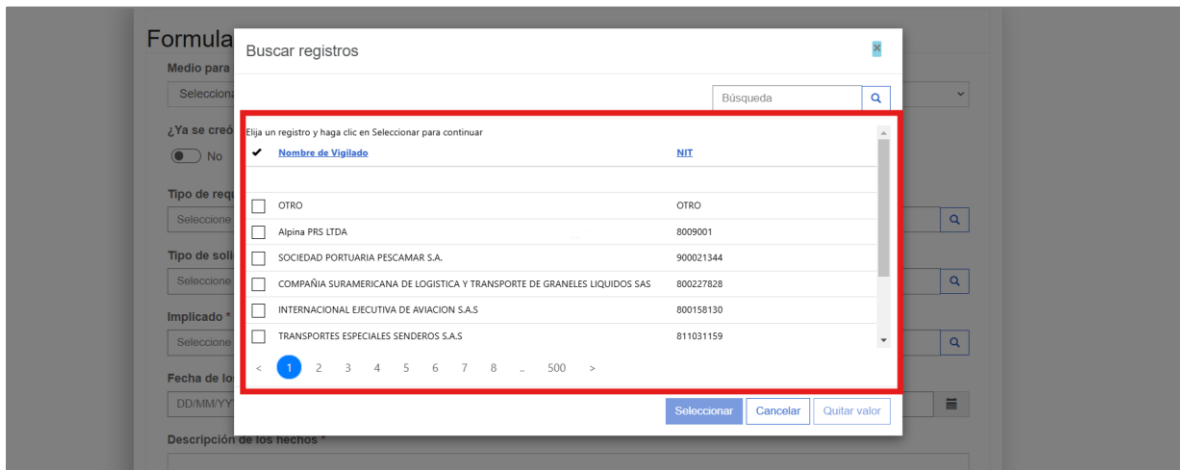 Formula
Buscar registros
Medio para
Selecciona
Búsqueda
¿Ya se creó
Elija un registro y haga clic en Seleccionar para continuar
No
Nombre de Vigilado NIT
Tipo de requ
Seleccione
OTRO OTRO
Alpina PRS LTDA 8009001
Tipo de soli
SOCIEDAD PORTUARIA PESCAMAR S.A. 900021344
Seleccione
COMPAÑIA SURAMERICANA DE LOGISTICA Y TRANSPORTE DE GRANELES LIQUIDOS SAS 800227828
Implicado *
INTERNACIONAL EJECUTIVA DE AVIACION S.A.S 800158130
Seleccione
TRANSPORTES ESPECIALES SENDEROS S.A.S 811031159
< 1 2 3 4 5 6 7 8 .. 500 >
Fecha de lo
DD/MM/YY
Seleccionar Cancelar Quitar valor
Descripción de los hechos *